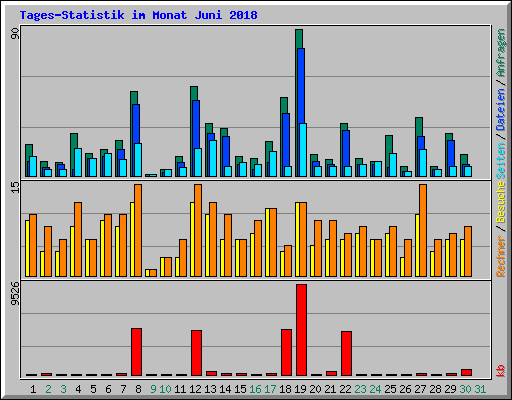 Tages-Statistik im Monat Juni 2018
90
15
9526
Seiten / Dateien / Anfragen
Rechner / Besuche
kb
1 2 3 4 5 6 7 8 9 10 11 12 13 14 15 16 17 18 19 20 21 22 23 24 25 26 27 28 29 30 31